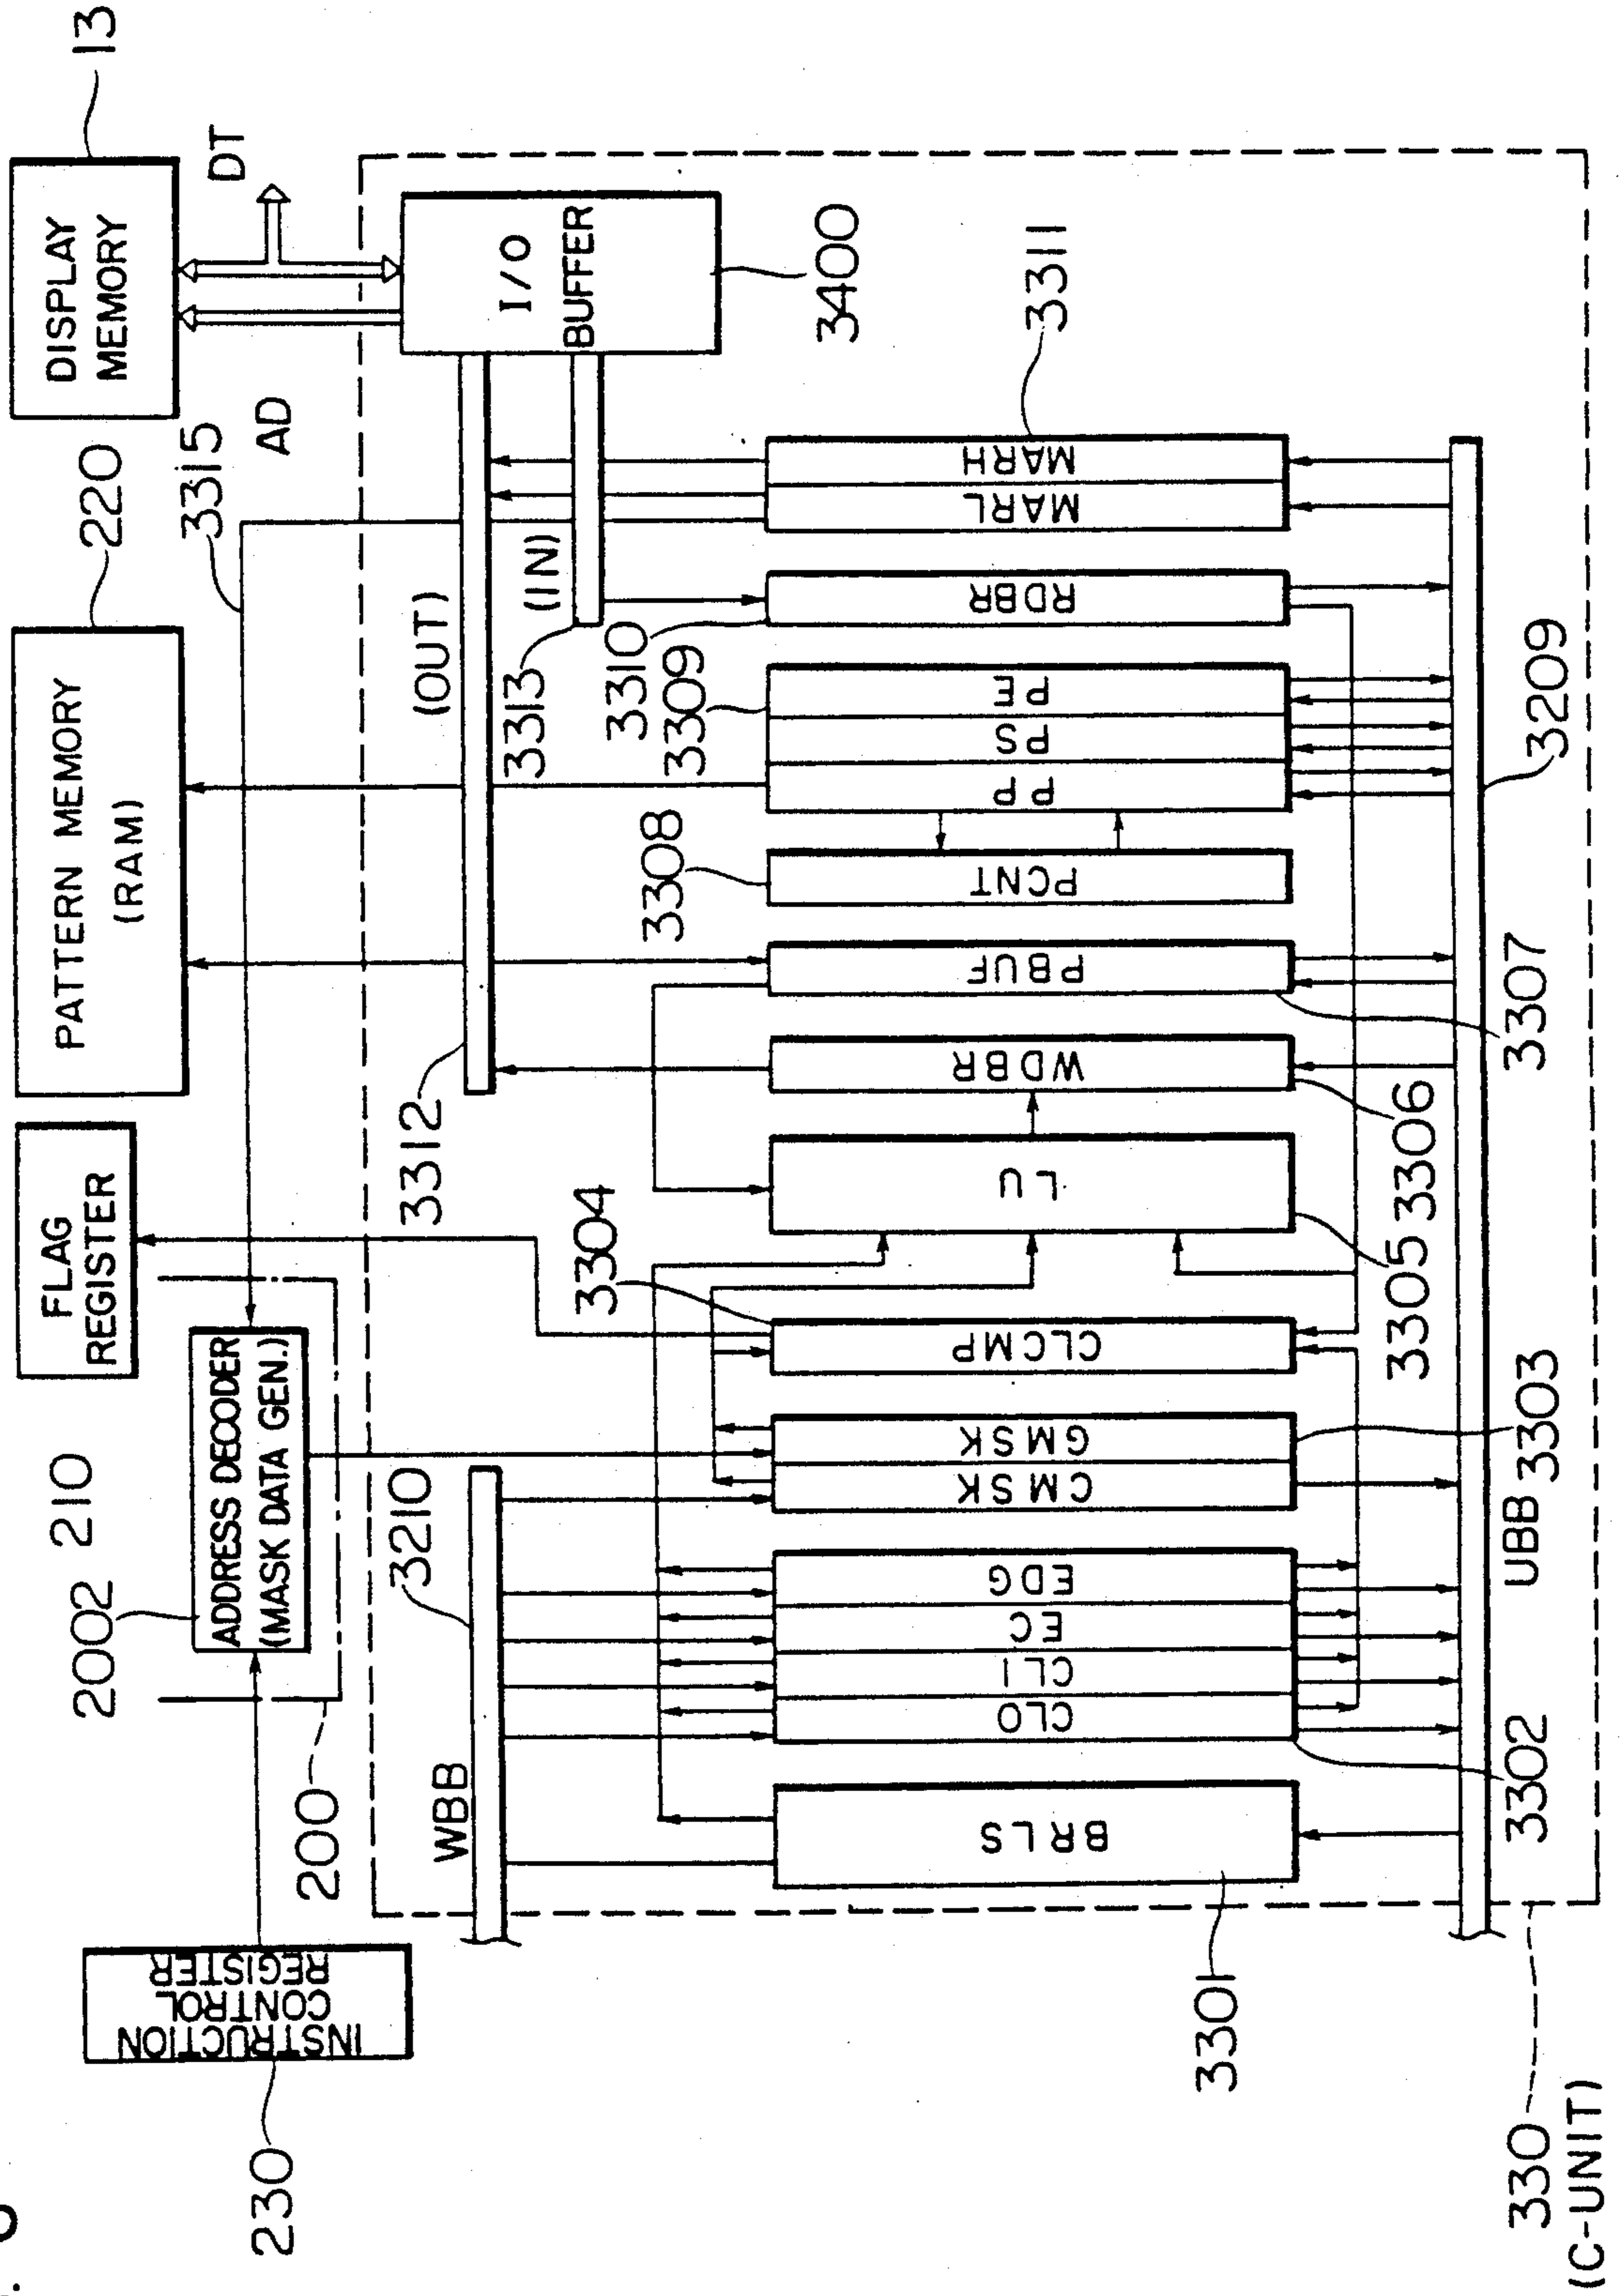 230
INSTRUCTION
CONTROL
REGISTER
200
2002
210
ADDRESS DECODER
(MASK DATA GEN.)
FLAG
REGISTER
PATTERN MEMORY
(RAM)
220
3315
AD
DISPLAY
MEMORY
13
DT
WBB
3210
3304
3312
(OUT)
(IN)
3313
3310
3309
3308
I/O
BUFFER
3400
3311
BRLS
CL0
CL1
EC
EDG
CMSK
GMSK
CLCMP
LU
WDBR
PBUF
PCNT
PP
PS
PE
RDBR
MARL
MARH
3301
3302
UBB
3303
3305
3306
3307
3209
330
(C-UNIT)